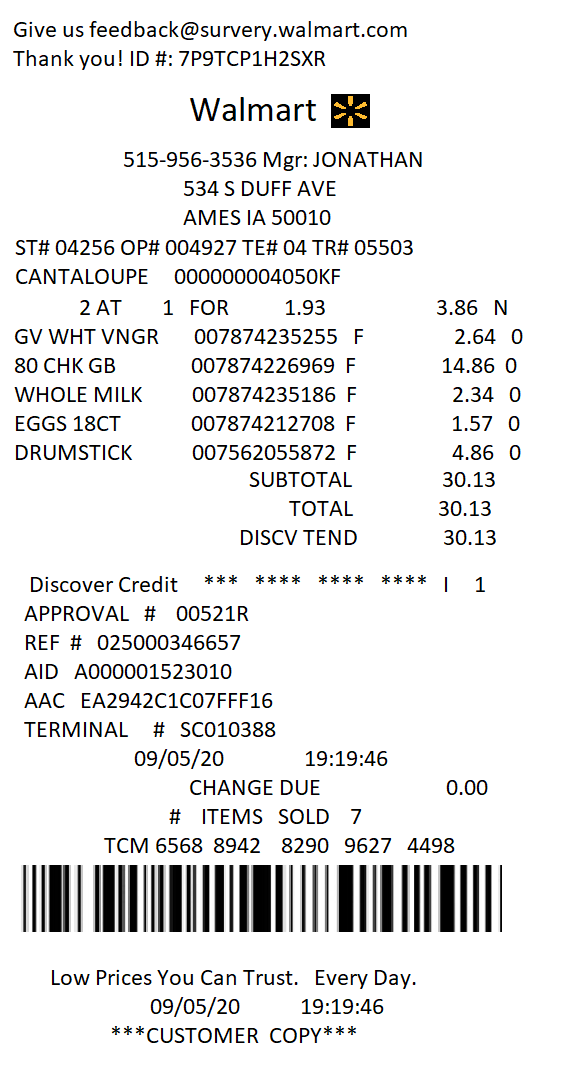 Give us feedback@survery.walmart.com
Thank you! ID #: 7P9TCP1H2SXR
Walmart
515-956-3536 Mgr: JONATHAN
534 S DUFF AVE
AMES IA 50010
ST# 04256 OP# 004927 TE# 04 TR# 05503
CANTALOUPE 000000004050KF
2 AT 1 FOR 1.93 3.86 N
GV WHT VNGR 007874235255 F 2.64 0
80 CHK GB 007874226969 F 14.86 0
WHOLE MILK 007874235186 F 2.34 0
EGGS 18CT 007874212708 F 1.57 0
DRUMSTICK 007562055872 F 4.86 0
SUBTOTAL 30.13
TOTAL 30.13
DISCV TEND 30.13
Discover Credit *** **** **** **** I 1
APPROVAL # 00521R
REF # 025000346657
AID A000001523010
AAC EA2942C1C07FFF16
TERMINAL # SC010388
09/05/20 19:19:46
CHANGE DUE 0.00
# ITEMS SOLD 7
TCM 6568 8942 8290 9627 4498
Low Prices You Can Trust. Every Day.
09/05/20 19:19:46
***CUSTOMER COPY***